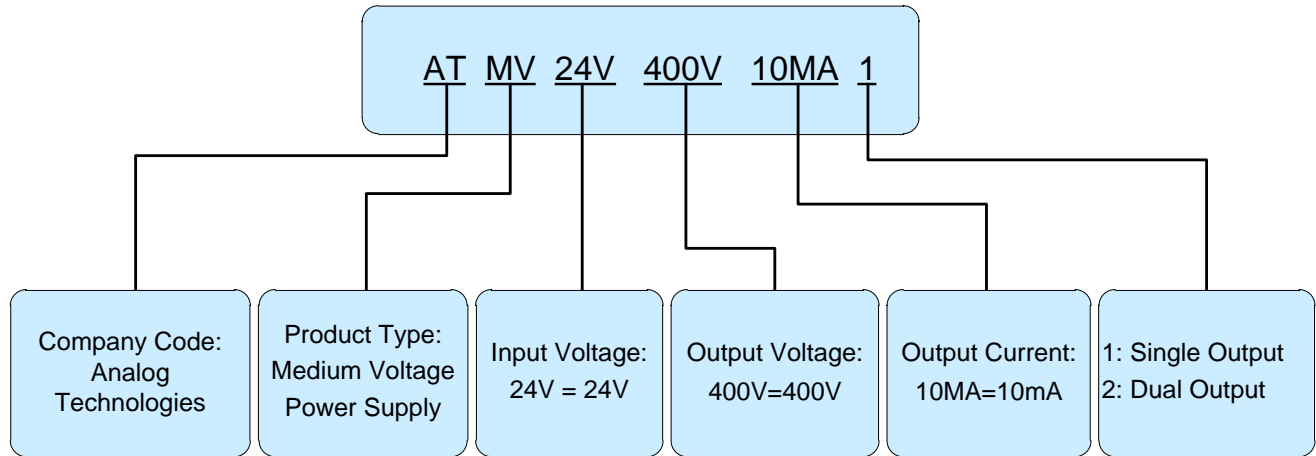 AT MV 24V 400V 10MA 1
Company Code:
Analog
Technologies
Product Type:
Medium Voltage
Power Supply
Input Voltage:
24V = 24V
Output Voltage:
400V=400V
Output Current:
10MA=10mA
1: Single Output
2: Dual Output